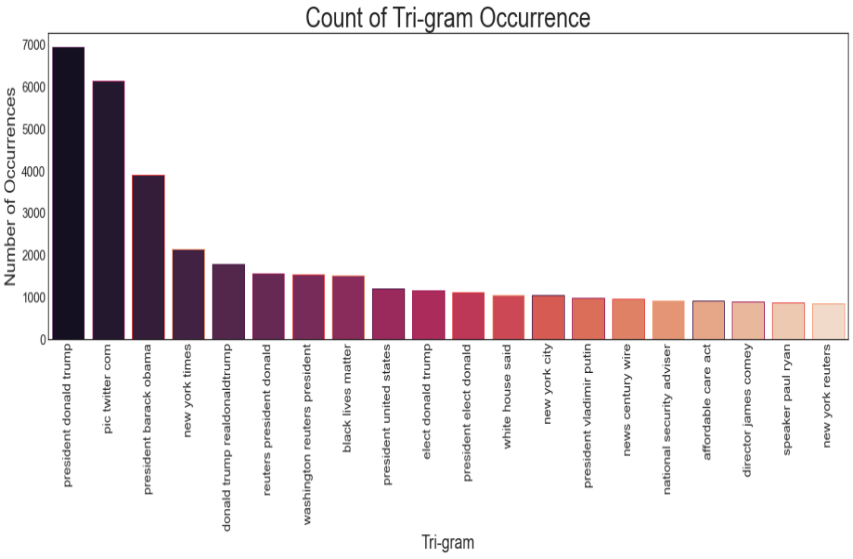 Count of Tri-gram Occurrence
Number of Occurrences
7000
6000
5000
4000
3000
2000
1000
0
president donald trump
pic twitter com
president barack obama
new york times
donald trump realdonaldtrump
reuters president donald
washington reuters president
black lives matter
president united states
elect donald trump
president elect donald
white house said
new york city
president vladimir putin
news century wire
national security adviser
affordable care act
director james comey
speaker paul ryan
new york reuters
Tri-gram